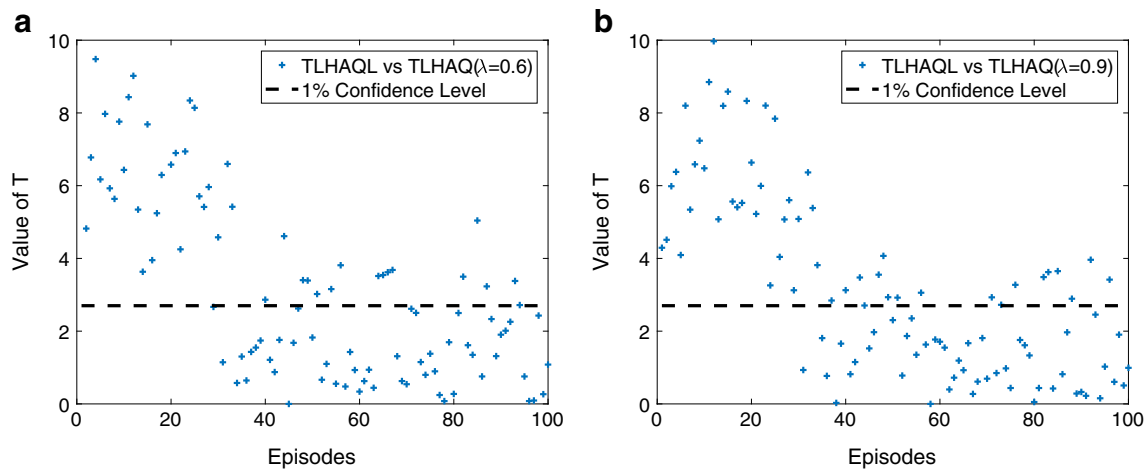 a
10
8
6
4
2
0
Value of T
0
20
40
60
80
100
Episodes
TLHAQL vs TLHAQ(λ=0.6)
1% Confidence Level
b
10
8
6
4
2
0
Value of T
0
20
40
60
80
100
Episodes
TLHAQL vs TLHAQ(λ=0.9)
1% Confidence Level